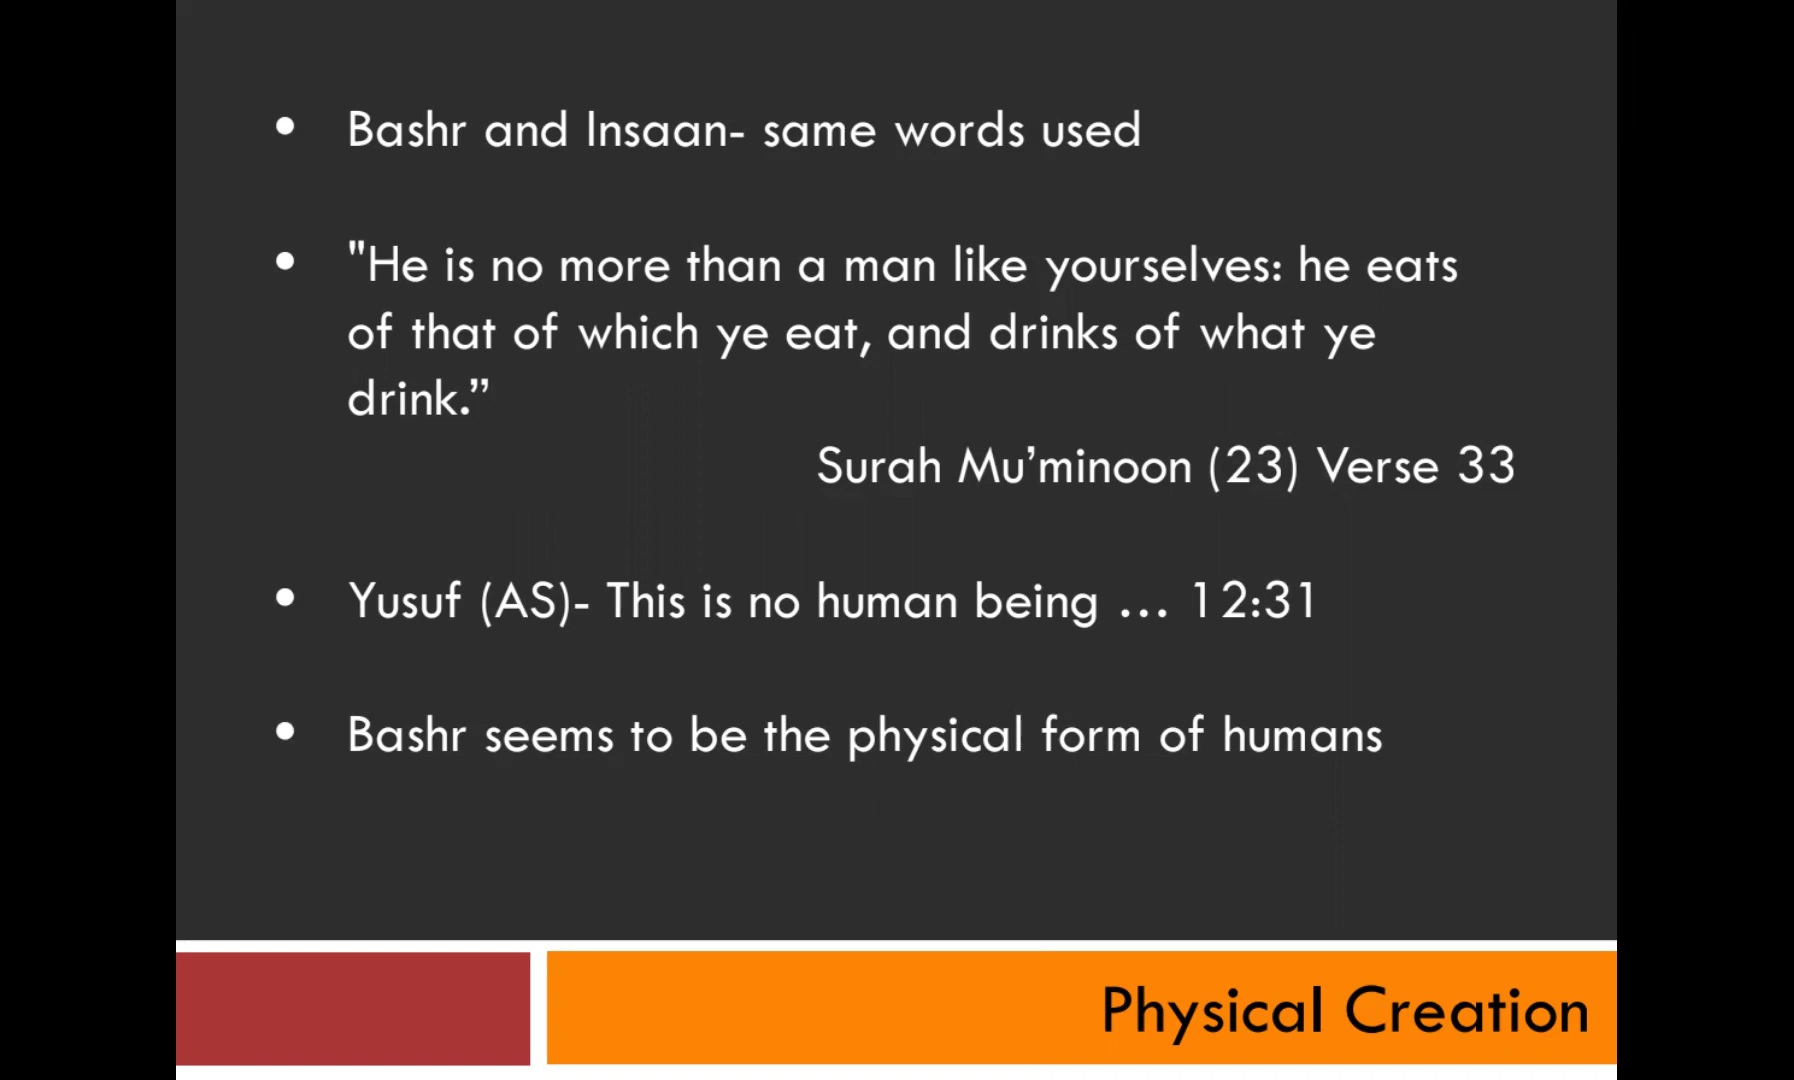 • Bashr and Insaan- same words used
• "He is no more than a man like yourselves: he eats
of that of which ye eat, and drinks of what ye
drink.”
Surah Mu’minoon (23) Verse 33
• Yusuf (AS)- This is no human being … 12:31
• Bashr seems to be the physical form of humans
Physical Creation